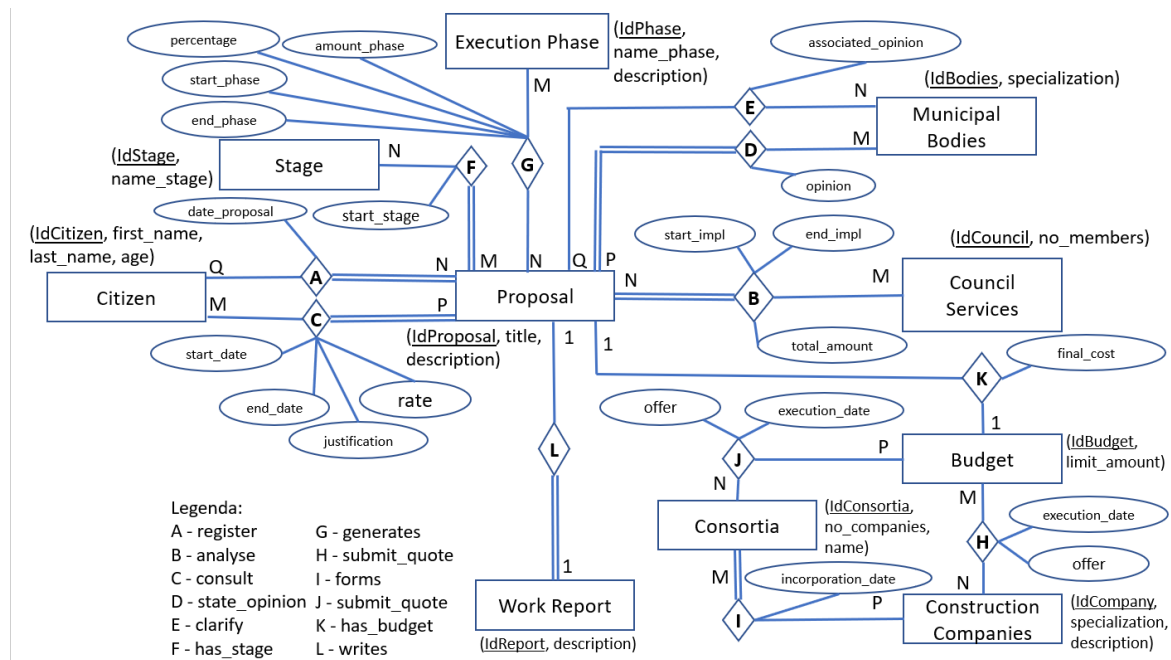 percentage
amount_phase
start_phase
end_phase
Execution Phase
(IdPhase,
name_phase,
description)
M
G
associated_opinion
E
N
(IdBodies, specialization)
Municipal
Bodies
D
M
opinion
(IdStage,
name_stage)
Stage
N
F
start_stage
date_proposal
(IdCitizen, first_name,
last_name, age)
Citizen
Q
A
N
M
N
Q
P
M
C
P
Proposal
(IdProposal, title,
description)
N
start_impl
end_impl
B
M
total_amount
(IdCouncil, no_members)
Council
Services
start_date
end_date
justification
rate
1
1
K
final_cost
1
offer
execution_date
J
P
N
Budget
(IdBudget,
limit_amount)
L
Consortia
(IdConsortia,
no_companies,
name)
M
H
execution_date
offer
N
M
incorporation_date
I
P
Construction
Companies
(IdCompany,
specialization,
description)
1
Work Report
(IdReport, description)
Legenda:
A - register
B - analyse
C - consult
D - state_opinion
E - clarify
F - has_stage
G - generates
H - submit_quote
I - forms
J - submit_quote
K - has_budget
L - writes